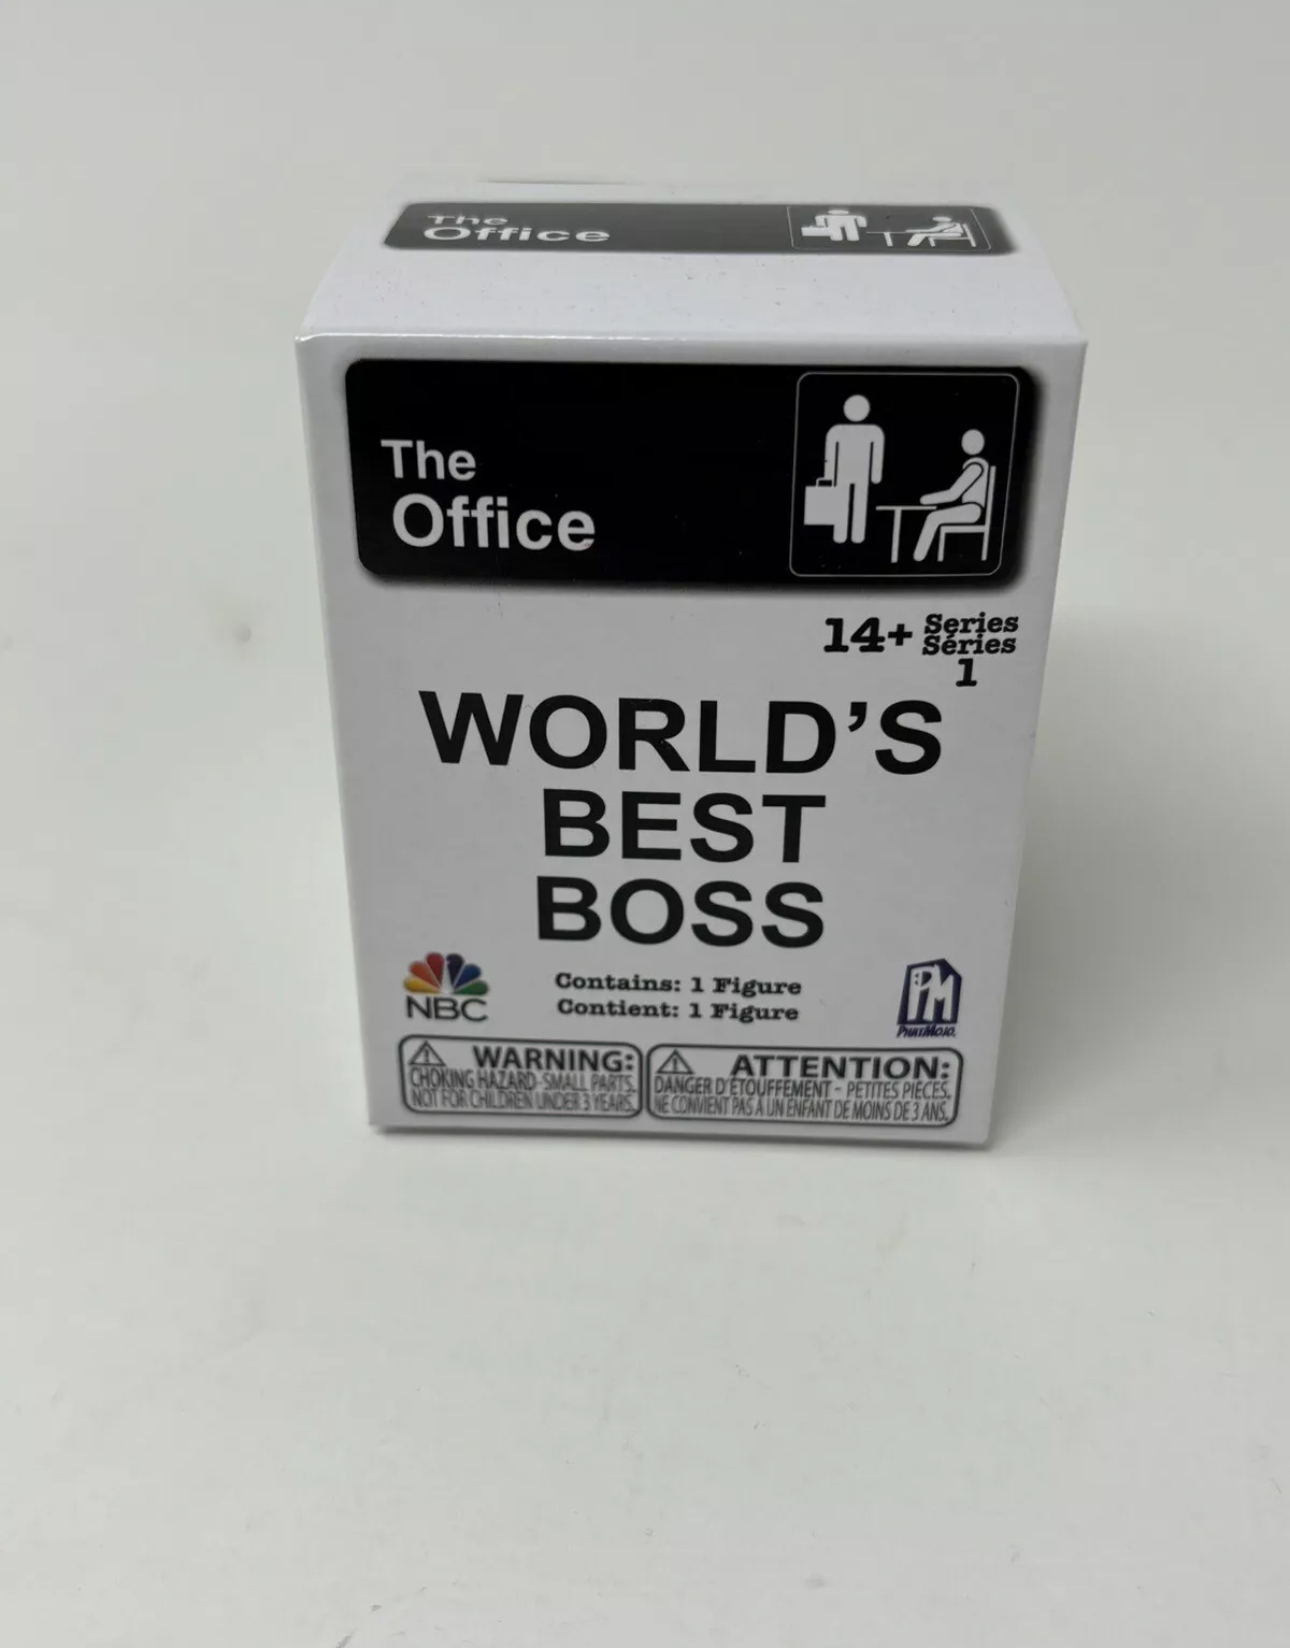 The
Office
The
Office
14+ Series
Séries
1
WORLD'S
BEST
BOSS
NBC
Contains: 1 Figure
Contient: 1 Figure
PM
PHATMOJO.
WARNING:
CHOKING HAZARD-SMALL PARTS.
NOT FOR CHILDREN UNDER 3 YEARS.
ATTENTION:
DANGER D'ÉTOUFFEMENT - PETITES PIÈCES.
NE CONVIENT PAS À UN ENFANT DE MOINS DE 3 ANS.